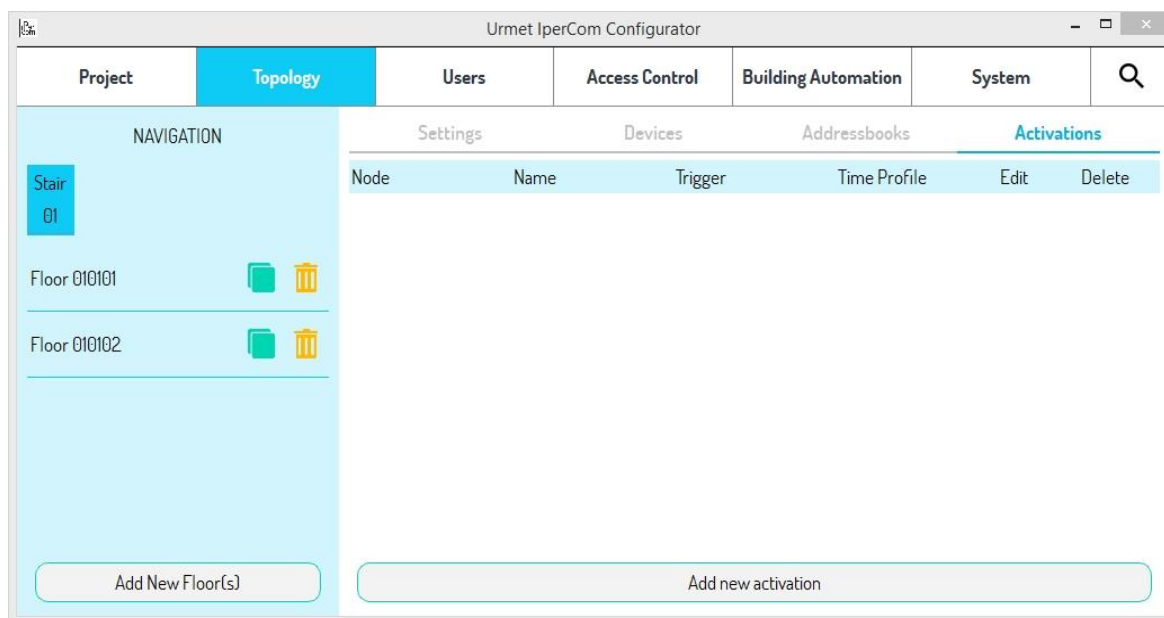 Urmet IperCom Configurator
Project Topology Users Access Control Building Automation System
NAVIGATION
Settings Devices Addressbooks Activations
Stair
01
Node Name Trigger Time Profile Edit Delete
Floor 010101
Floor 010102
Add New Floor(s)
Add new activation